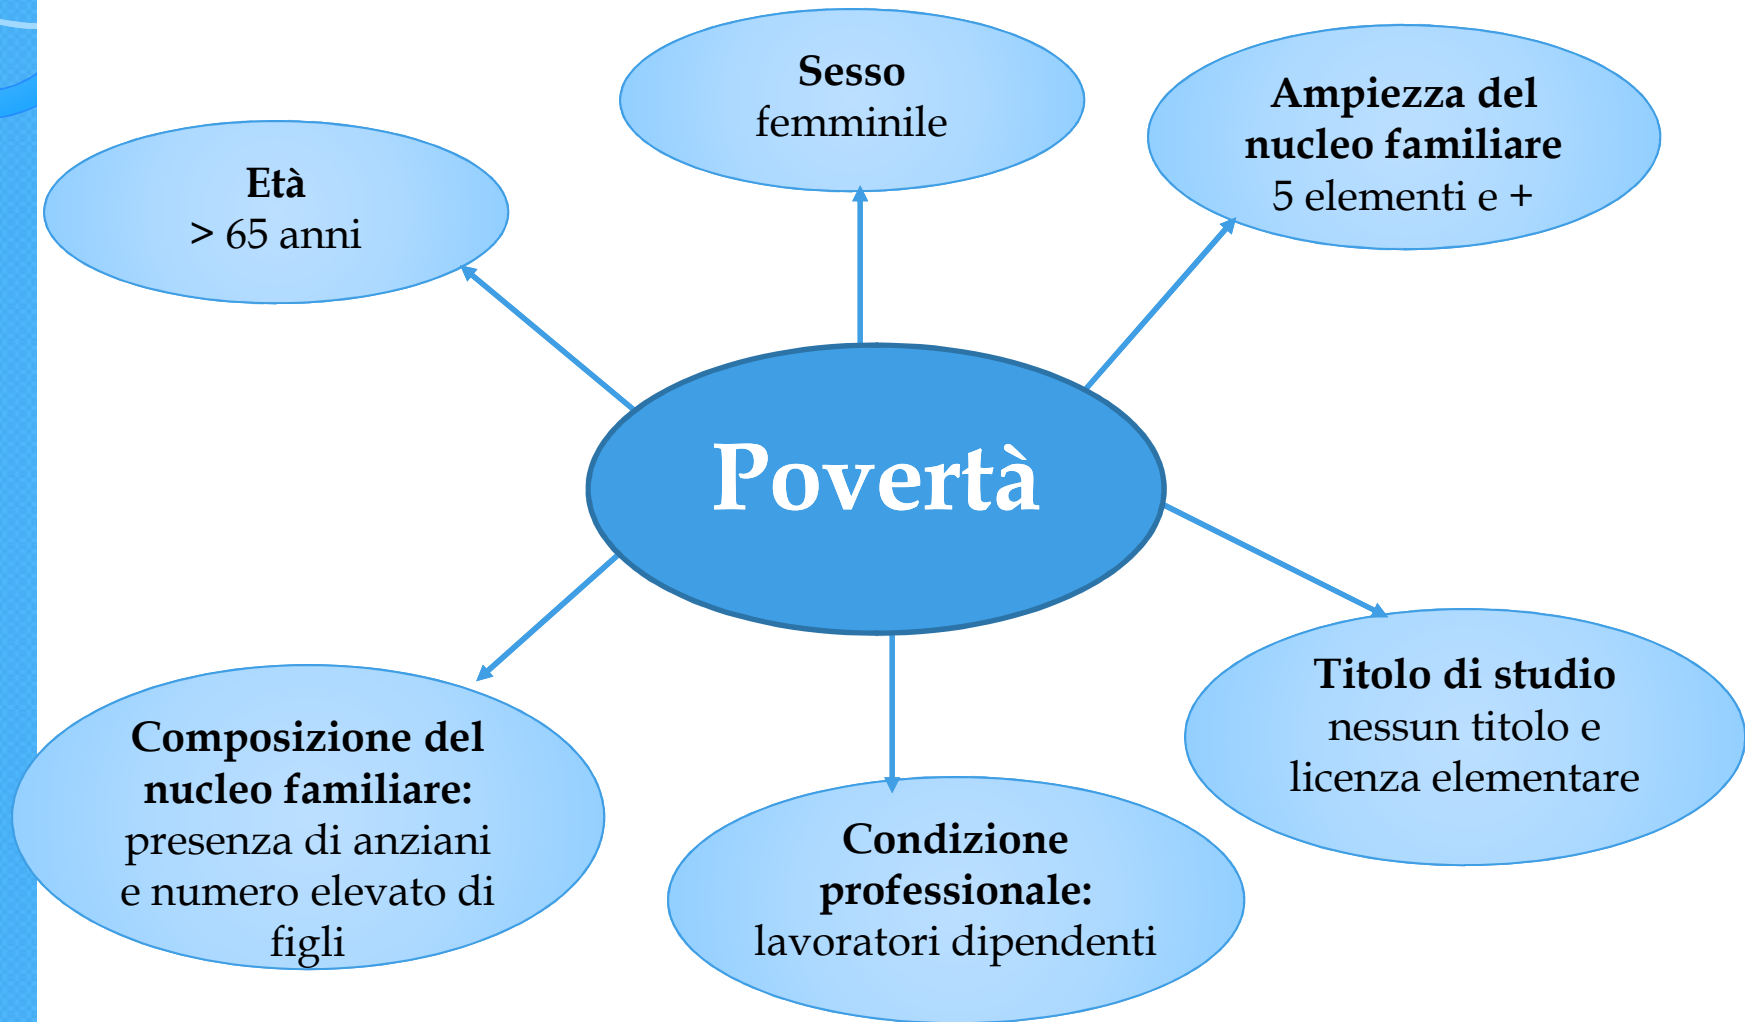 Sesso
femminile
Ampiezza del
nucleo familiare
5 elementi e +
Età
> 65 anni
Povertà
Titolo di studio
nessun titolo e
licenza elementare
Composizione del
nucleo familiare:
presenza di anziani
e numero elevato di
figli
Condizione
professionale:
lavoratori dipendenti